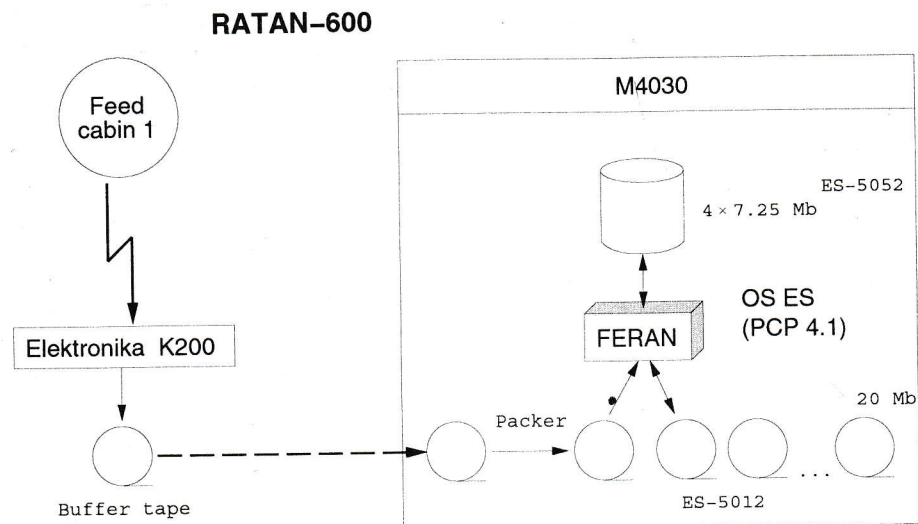 RATAN–600
Feed
cabin 1
M4030
ES–5052
4 × 7.25 Mb
OS ES
(PCP 4.1)
FERAN
Elektronika K200
20 Mb
Packer
...
ES–5012
Buffer tape